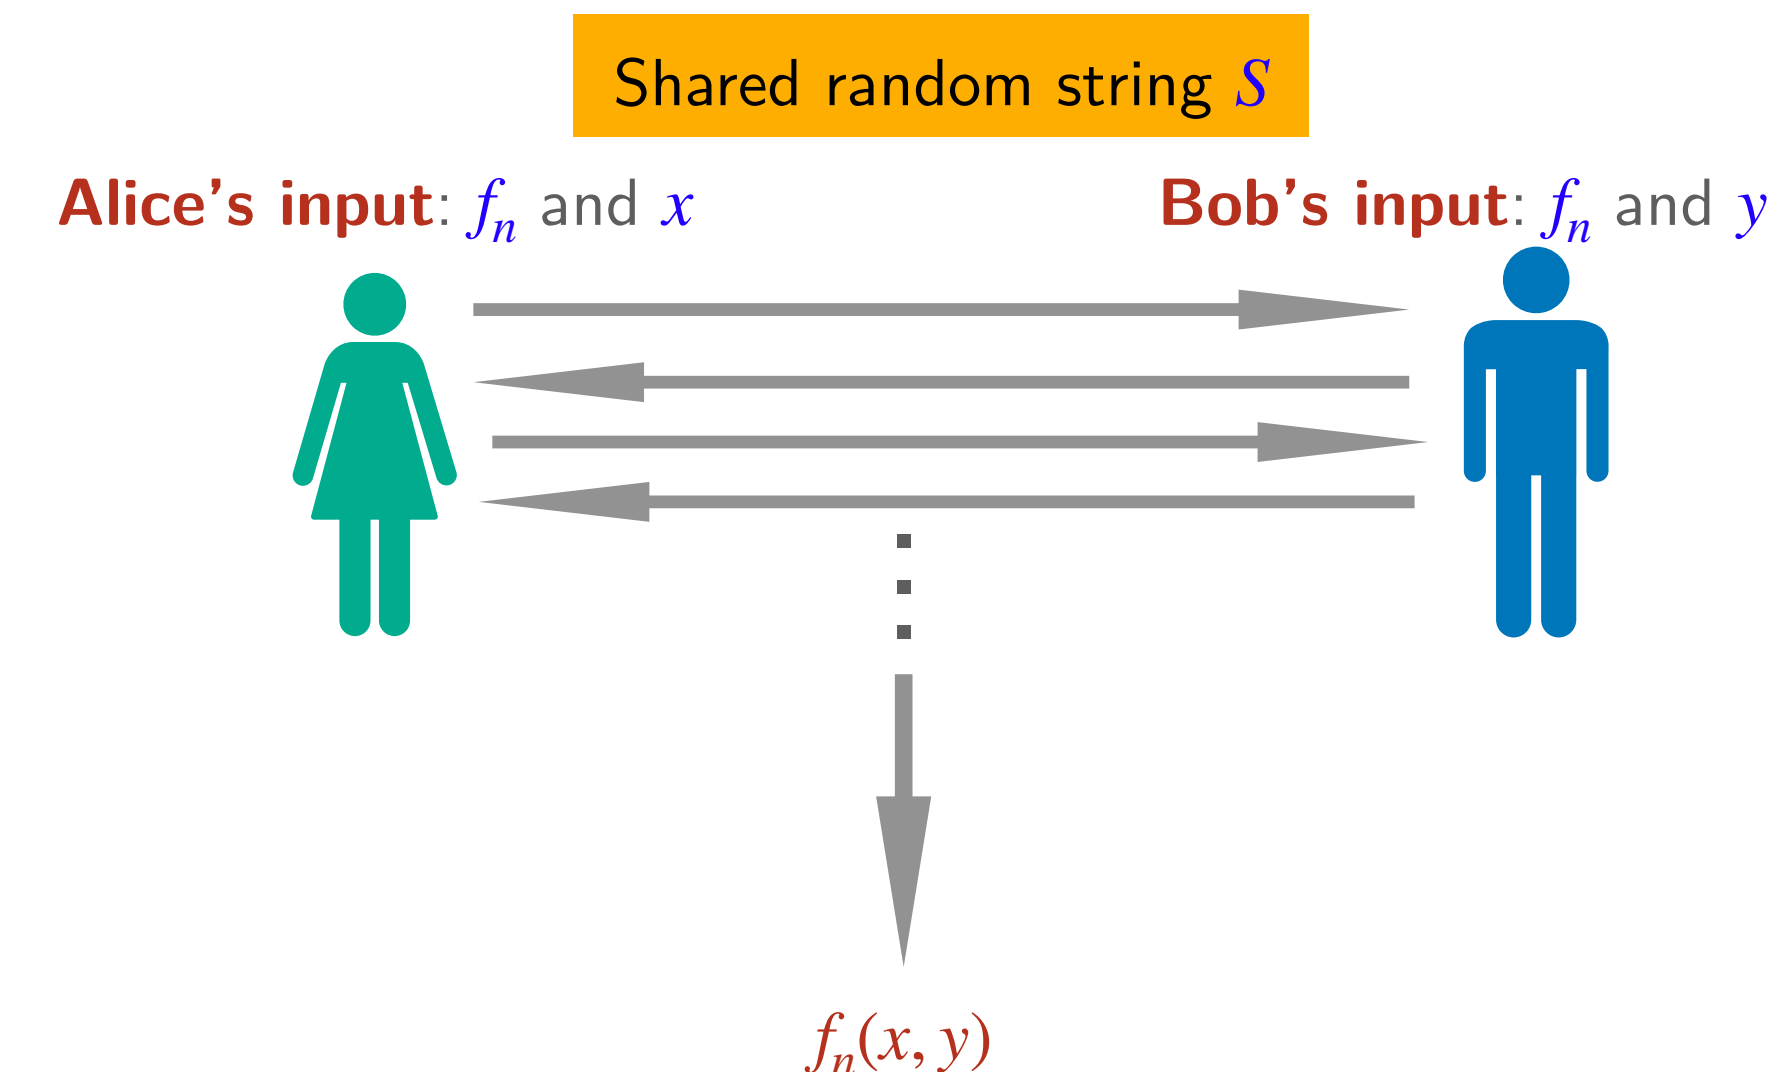 Shared random string S
Alice's input: fₙ and x
Bob's input: fₙ and y
fₙ(x, y)